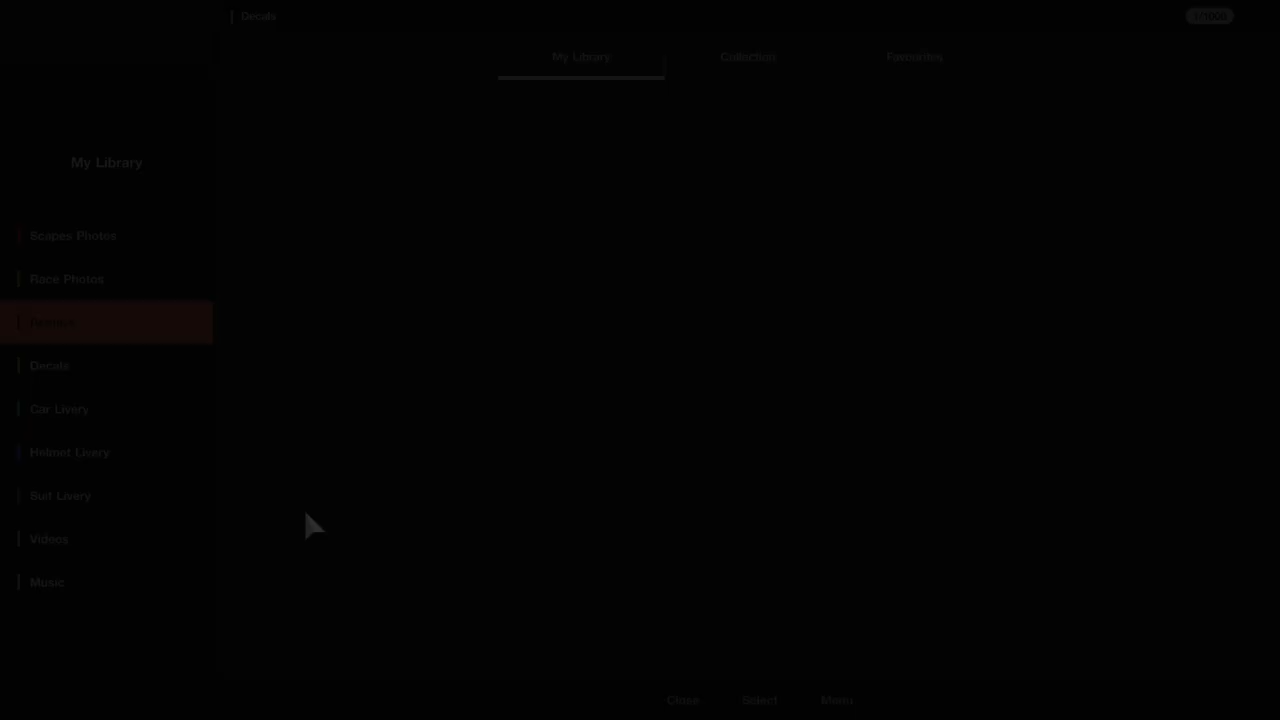 Decals
My Library
Collection
Favourites
My Library
Scapes Photos
Race Photos
Replays
Decals
Car Livery
Helmet Livery
Suit Livery
Videos
Music
Close
Select
Menu